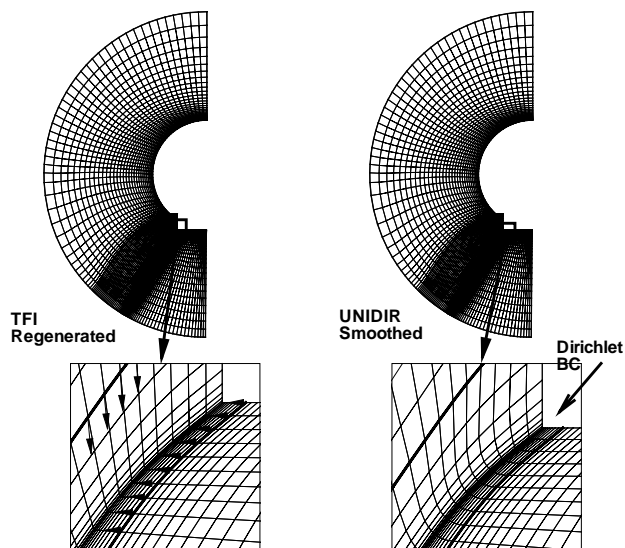 TFI
Regenerated
UNIDIR
Smoothed
Dirichlet
BC